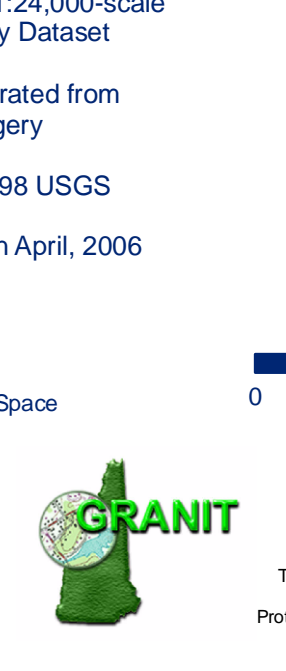 1:24,000-scale
y Dataset
rated from
gery
98 USGS
n April, 2006
0
Space
GRANIT
T
Prot